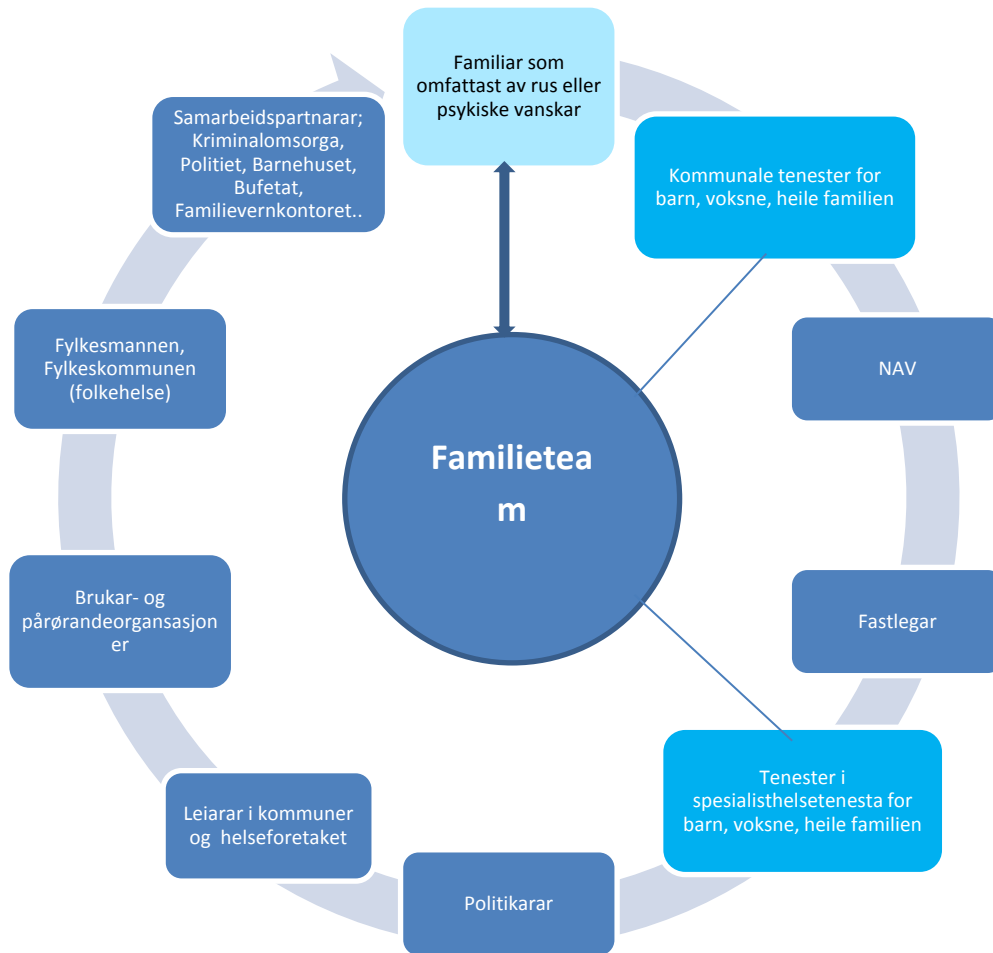 Familiar som
omfattast av rus eller
psykiske vanskar
Kommunale tenester for
barn, voksne, heile familien
NAV
Fastlegar
Tenester i
spesialisthelsetenesta for
barn, voksne, heile familien
Politikarar
Leiarar i kommuner
og helseforetaket
Brukar- og
pårørandeorgansasjon
er
Fylkesmannen,
Fylkeskommunen
(folkehelse)
Samarbeidspartnarar;
Kriminalomsorga,
Politiet, Barnehuset,
Bufetat,
Familievernkontoret..
Familietea
m